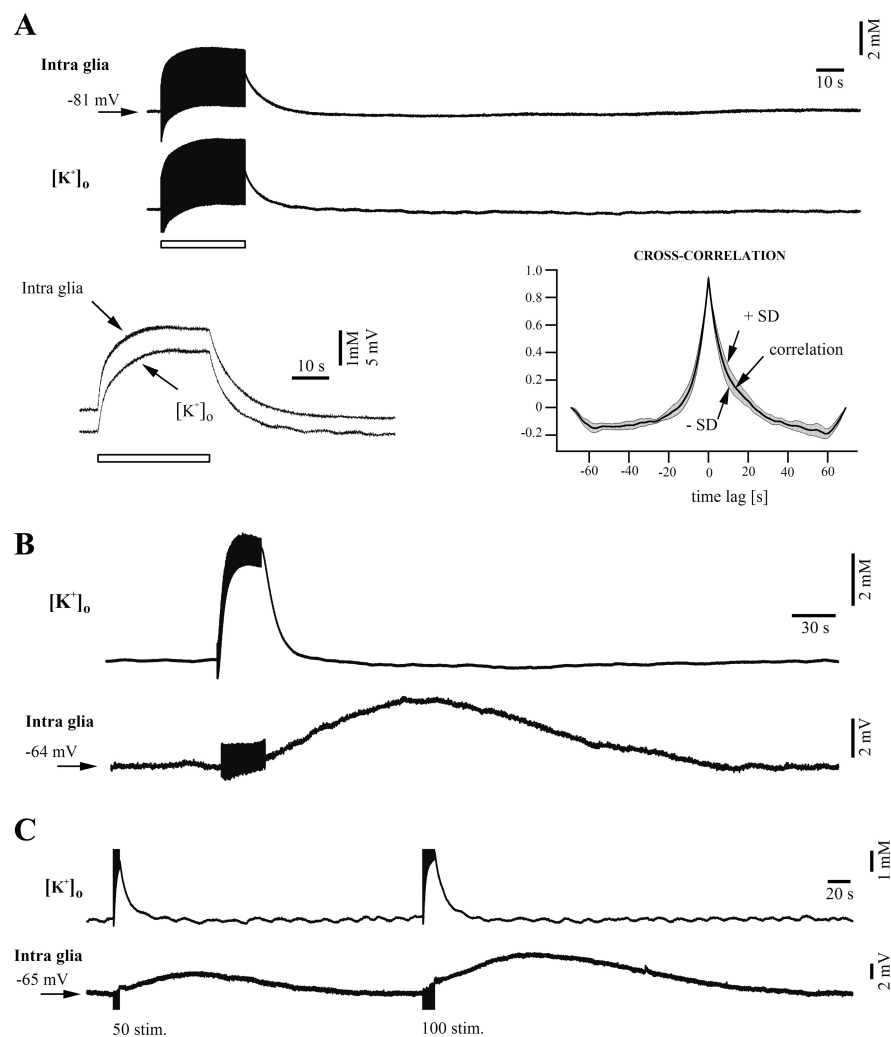 A
2 mM
Intra glia
10 s
-81 mV
[K⁺]o
CROSS-CORRELATION
Intra glia
1mM
5 mV
10 s
[K⁺]o
1.0
0.8
0.6
0.4
0.2
0
-0.2
+ SD
correlation
- SD
-60 -40 -20 0 20 40 60
time lag [s]
B
[K⁺]o
2 mM
30 s
Intra glia
-64 mV
2 mV
C
[K⁺]o
1 mM
20 s
Intra glia
-65 mV
2 mV
50 stim.
100 stim.